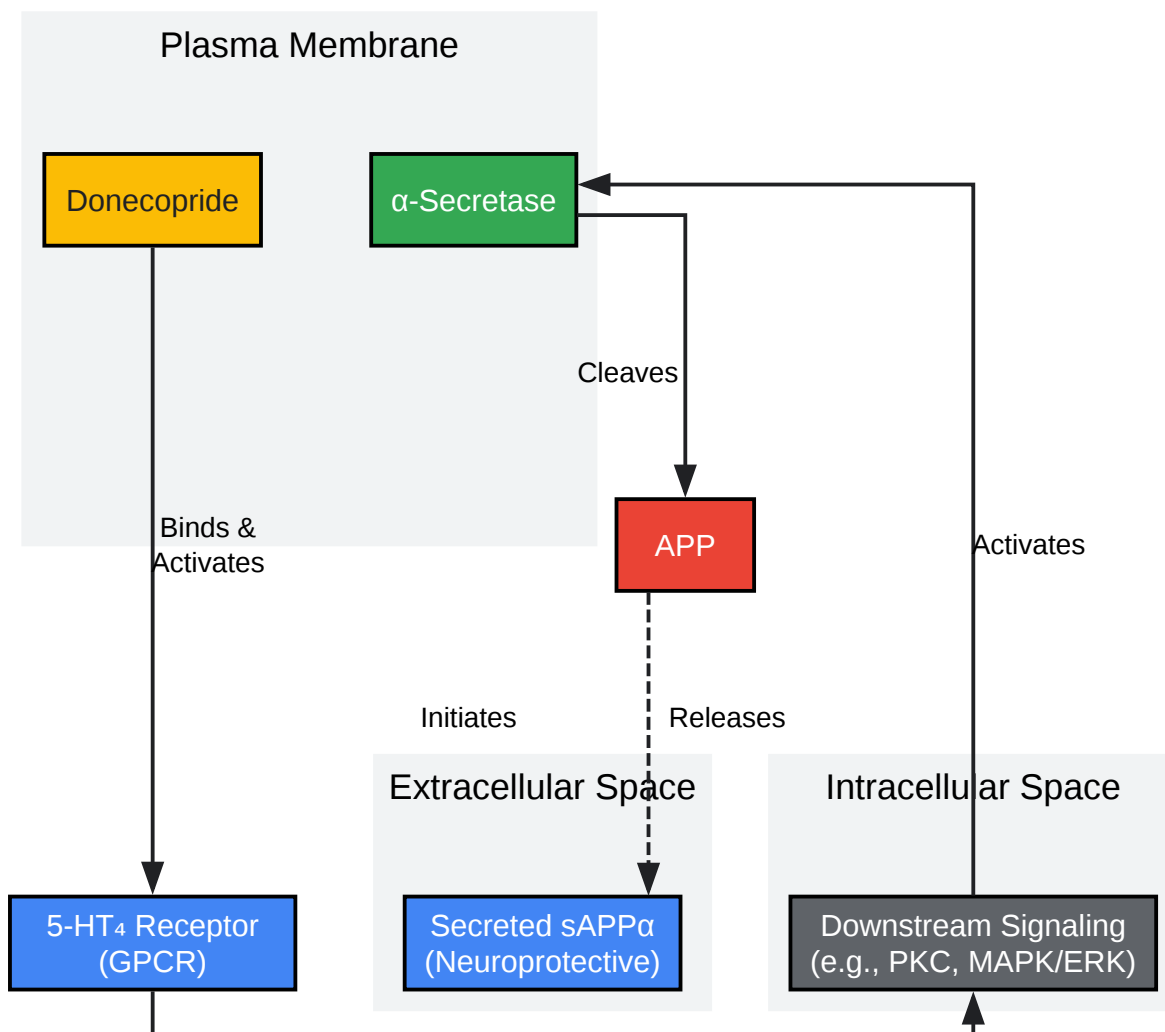 Plasma Membrane
Donecopride
α-Secretase
Cleaves
Binds &
Activates
APP
Activates
Initiates
Releases
Extracellular Space
Intracellular Space
5-HT₄ Receptor
(GPCR)
Secreted sAPPα
(Neuroprotective)
Downstream Signaling
(e.g., PKC, MAPK/ERK)